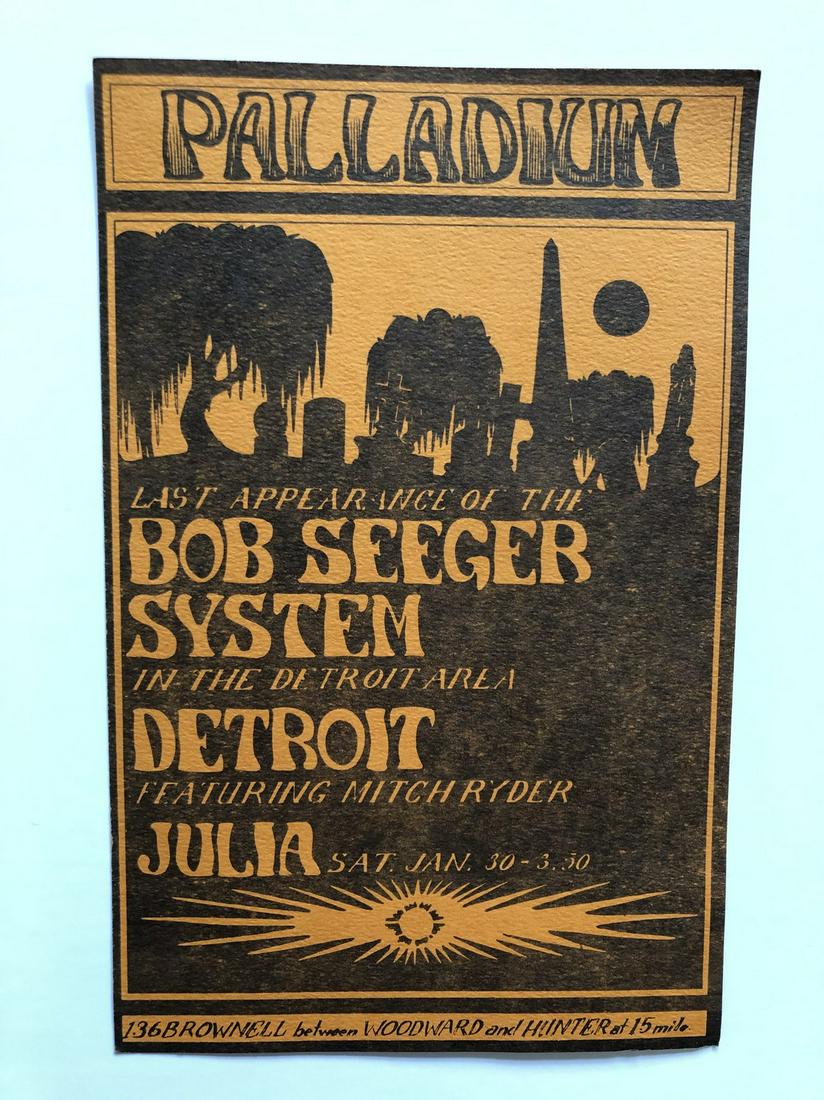 PALLADIUM
LAST APPEARANCE OF THE
BOB SEEGER
SYSTEM
IN THE DETROIT AREA
DETROIT
FEATURING MITCH RYDER
JULIA SAT. JAN. 30 - 3.50
136 BROWNELL between WOODWARD and HUNTER at 15 mile.